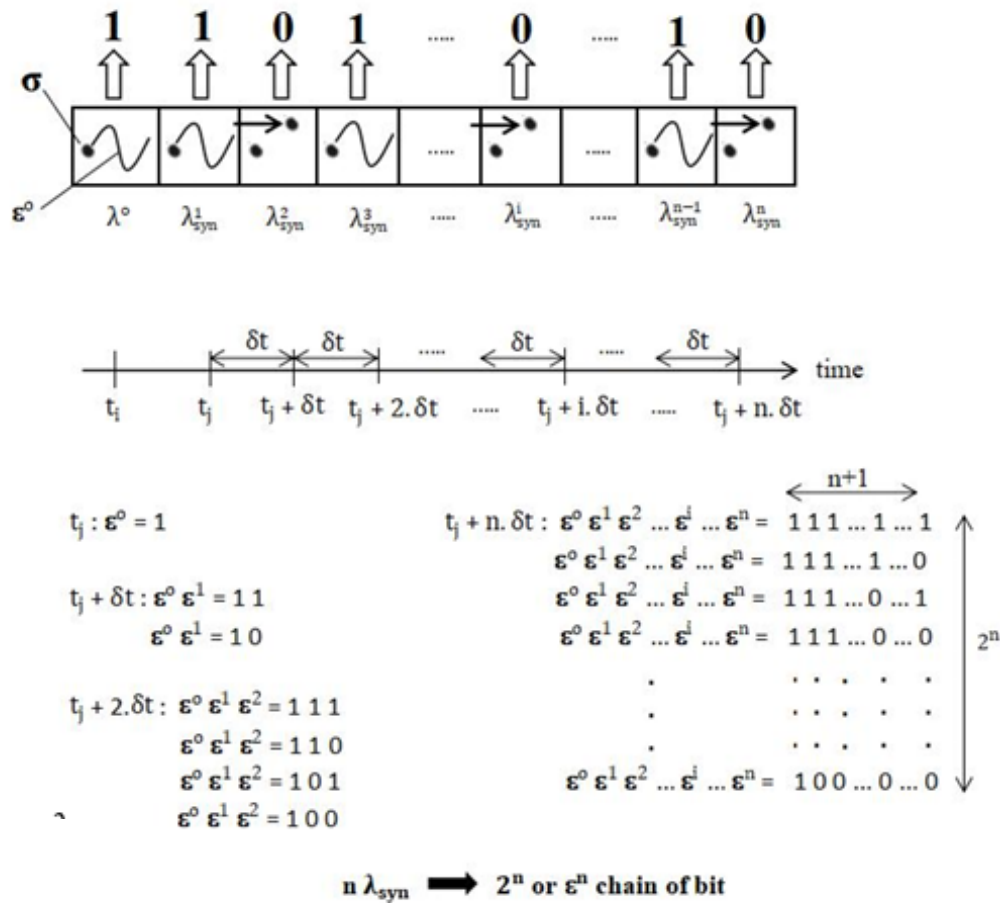 1 1 0 1 ..... 0 ..... 1 0
σ
..... .....
ε°
λ° λ¹syn λ²syn λ³syn ..... λⁱsyn ..... λⁿ⁻¹syn λⁿsyn
δt δt ..... δt ..... δt
time
tᵢ tⱼ tⱼ + δt tⱼ + 2. δt ..... tⱼ + i. δt ..... tⱼ + n. δt
n+1
tⱼ : ε° = 1
tⱼ + δt : ε° ε¹ = 1 1
ε° ε¹ = 1 0
tⱼ + 2.δt : ε° ε¹ ε² = 1 1 1
ε° ε¹ ε² = 1 1 0
ε° ε¹ ε² = 1 0 1
ε° ε¹ ε² = 1 0 0
tⱼ + n. δt : ε° ε¹ ε² ... εⁱ ... εⁿ = 1 1 1 ... 1 ... 1
ε° ε¹ ε² ... εⁱ ... εⁿ = 1 1 1 ... 1 ... 0
ε° ε¹ ε² ... εⁱ ... εⁿ = 1 1 1 ... 0 ... 1
ε° ε¹ ε² ... εⁱ ... εⁿ = 1 1 1 ... 0 ... 0
2ⁿ
. . . . . .
. . . . . .
. . . . . .
ε° ε¹ ε² ... εⁱ ... εⁿ = 1 0 0 ... 0 ... 0
n λsyn ➡ 2ⁿ or εⁿ chain of bit